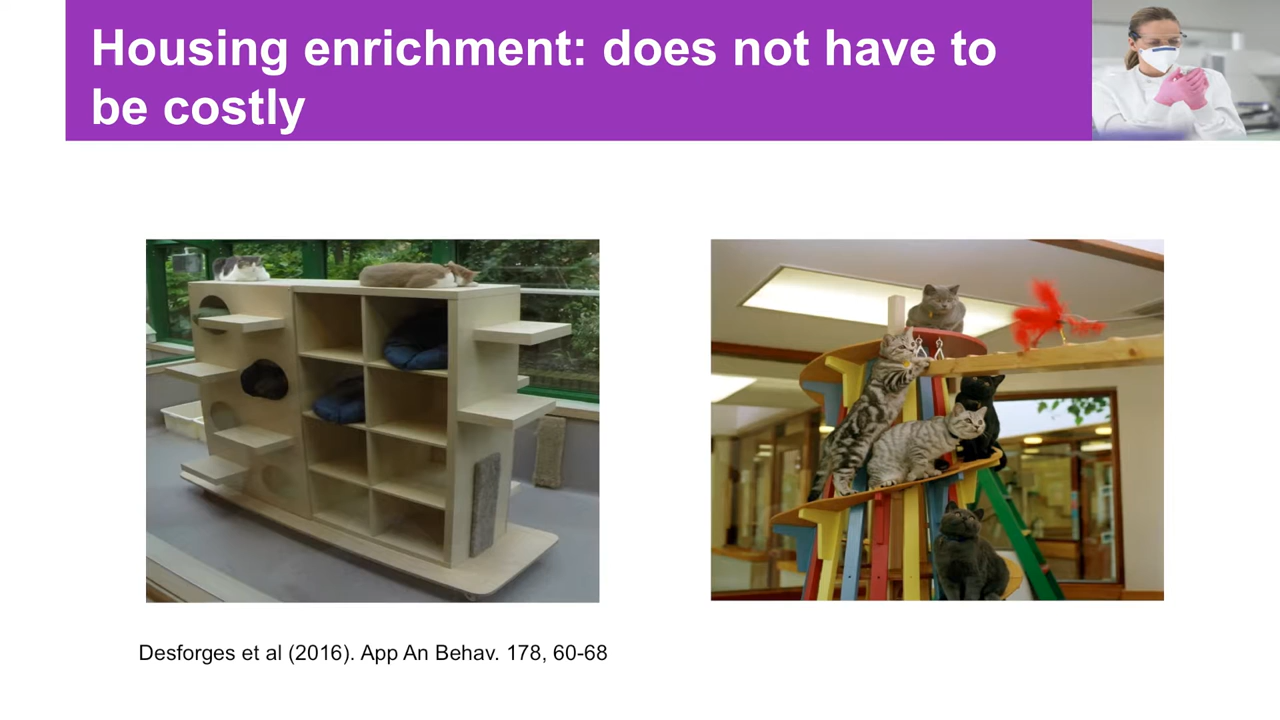 Housing enrichment: does not have to
be costly
Desforges et al (2016). App An Behav. 178, 60-68